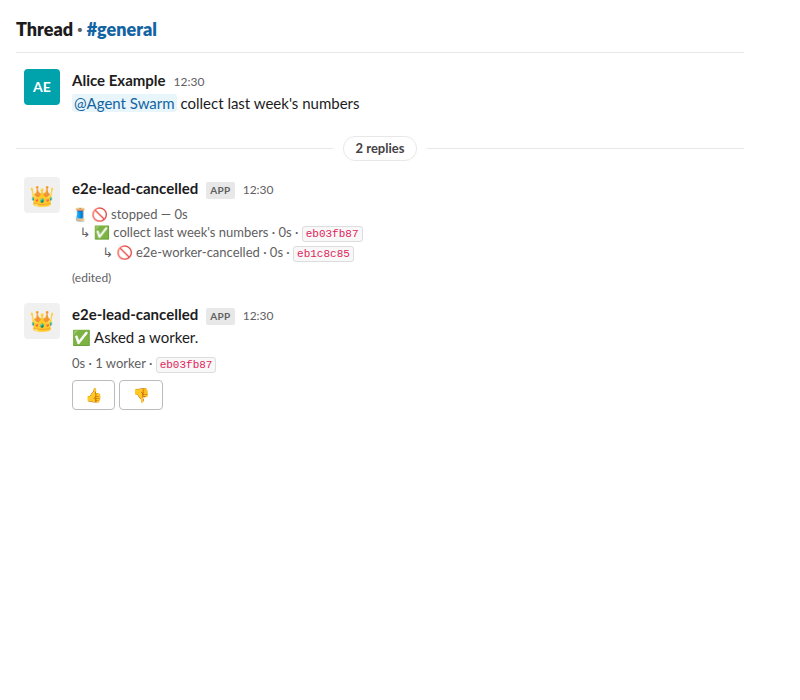 Thread • #general
AE
Alice Example 12:30
@Agent Swarm collect last week's numbers
2 replies
e2e-lead-cancelled APP 12:30
🧵 🚫 stopped — 0s
↳ ✅ collect last week's numbers · 0s · eb03fb87
↳ 🚫 e2e-worker-cancelled · 0s · eb1c8c85
(edited)
e2e-lead-cancelled APP 12:30
✅ Asked a worker.
0s · 1 worker · eb03fb87
👍 👎